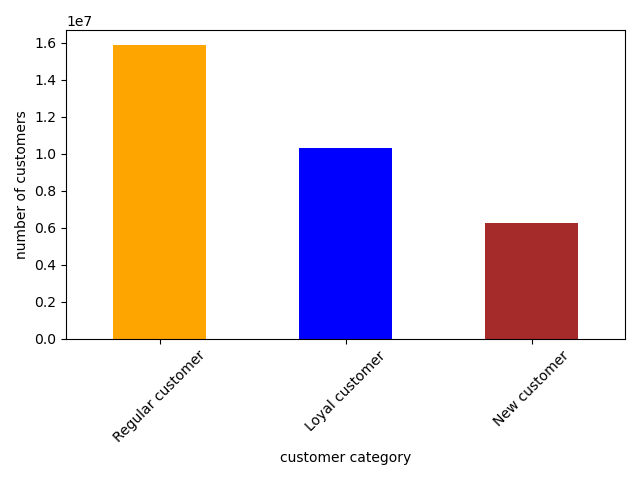 1e7
1.6
1.4
1.2
1.0
0.8
0.6
0.4
0.2
0.0
number of customers
Regular customer
Loyal customer
New customer
customer category